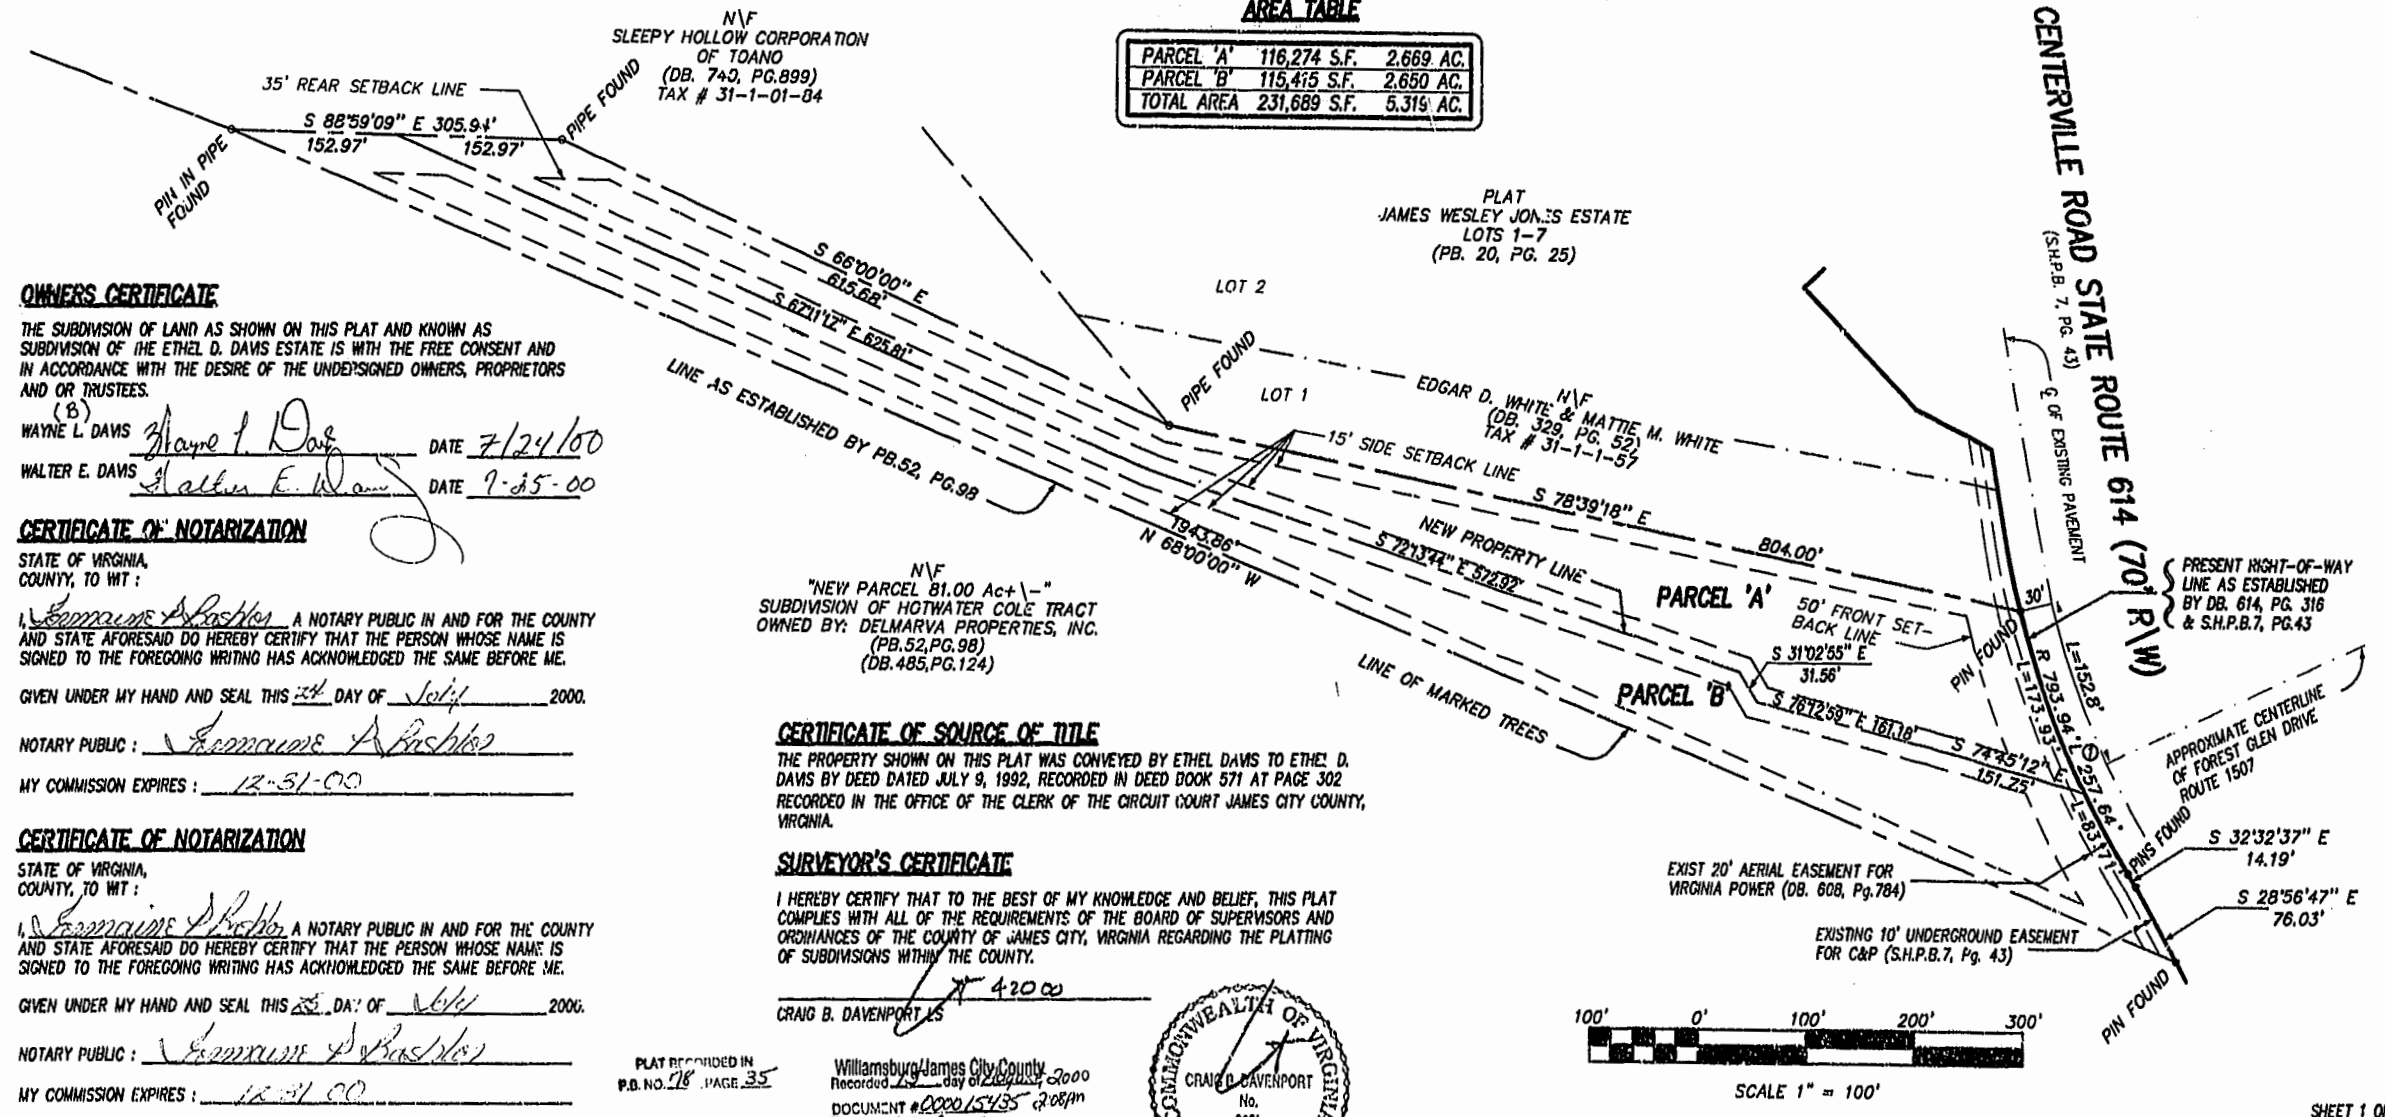 N\F
SLEEPY HOLLOW CORPORATION
OF TOANO
(DB. 740, PG.899)
TAX # 31-1-01-84
35' REAR SETBACK LINE
S 88°59'09" E 305.94'
152.97'
152.97'
PIPE FOUND
PIN IN PIPE
FOUND
AREA TABLE
PARCEL 'A' 116,274 S.F. 2.669 AC.
PARCEL 'B' 115,415 S.F. 2.650 AC.
TOTAL AREA 231,689 S.F. 5.319 AC.
PLAT
JAMES WESLEY JONES ESTATE
LOTS 1-7
(PB. 20, PG. 25)
CENTERVILLE ROAD STATE ROUTE 614 (70' R\W)
(S.H.P.B. 7, PG. 43)
℄ OF EXISTING PAVEMENT
S 66°00'00" E
615.68'
S 67°11'12" E 625.81'
LINE AS ESTABLISHED BY PB.52, PG.98
LOT 2
LOT 1
PIPE FOUND
N\F
EDGAR D. WHITE & MATTIE M. WHITE
(DB. 329, PG. 52)
TAX # 31-1-1-57
15' SIDE SETBACK LINE
S 78°39'18" E
804.00'
NEW PROPERTY LINE
S 72°13'44" E 572.92'
1943.86'
N 68°00'00" W
PARCEL 'A'
PARCEL 'B'
50' FRONT SET-
BACK LINE
S 31°02'55" E
31.56'
S 76°12'59" E 161.18'
S 74°45'12" E
151.25'
LINE OF MARKED TREES
30'
PIN FOUND
R 793.94'
L=173.93'
L=152.8'
L 257.64'
L=83.71'
PRESENT RIGHT-OF-WAY
LINE AS ESTABLISHED
BY DB. 614, PG. 316
& S.H.P.B.7, PG.43
APPROXIMATE CENTERLINE
OF FOREST GLEN DRIVE
ROUTE 1507
PINS FOUND
S 32°32'37" E
14.19'
S 28°56'47" E
76.03'
PIN FOUND
EXIST 20' AERIAL EASEMENT FOR
VIRGINIA POWER (DB. 608, Pg.784)
EXISTING 10' UNDERGROUND EASEMENT
FOR C&P (S.H.P.B.7, Pg. 43)
N\F
"NEW PARCEL 81.00 Ac+\-"
SUBDIVISION OF HOTWATER COLE TRACT
OWNED BY: DELMARVA PROPERTIES, INC.
(PB.52,PG.98)
(DB.485,PG.124)
OWNERS CERTIFICATE
THE SUBDIVISION OF LAND AS SHOWN ON THIS PLAT AND KNOWN AS
SUBDIVISION OF THE ETHEL D. DAVIS ESTATE IS WITH THE FREE CONSENT AND
IN ACCORDANCE WITH THE DESIRE OF THE UNDERSIGNED OWNERS, PROPRIETORS
AND OR TRUSTEES.
(B)
WAYNE L. DAVIS Wayne L. Davis DATE 7/24/00
WALTER E. DAVIS Walter E. Davis DATE 7-25-00
CERTIFICATE OF NOTARIZATION
STATE OF VIRGINIA,
COUNTY, TO WIT :
I, A NOTARY PUBLIC IN AND FOR THE COUNTY
AND STATE AFORESAID DO HEREBY CERTIFY THAT THE PERSON WHOSE NAME IS
SIGNED TO THE FOREGOING WRITING HAS ACKNOWLEDGED THE SAME BEFORE ME.
GIVEN UNDER MY HAND AND SEAL THIS 24 DAY OF July 2000.
NOTARY PUBLIC :
MY COMMISSION EXPIRES : 12-31-00
CERTIFICATE OF NOTARIZATION
STATE OF VIRGINIA,
COUNTY, TO WIT :
I, A NOTARY PUBLIC IN AND FOR THE COUNTY
AND STATE AFORESAID DO HEREBY CERTIFY THAT THE PERSON WHOSE NAME IS
SIGNED TO THE FOREGOING WRITING HAS ACKNOWLEDGED THE SAME BEFORE ME.
GIVEN UNDER MY HAND AND SEAL THIS 25 DAY OF July 2000.
NOTARY PUBLIC :
MY COMMISSION EXPIRES : 12-31-00
CERTIFICATE OF SOURCE OF TITLE
THE PROPERTY SHOWN ON THIS PLAT WAS CONVEYED BY ETHEL DAVIS TO ETHEL D.
DAVIS BY DEED DATED JULY 9, 1992, RECORDED IN DEED BOOK 571 AT PAGE 302
RECORDED IN THE OFFICE OF THE CLERK OF THE CIRCUIT COURT JAMES CITY COUNTY,
VIRGINIA.
SURVEYOR'S CERTIFICATE
I HEREBY CERTIFY THAT TO THE BEST OF MY KNOWLEDGE AND BELIEF, THIS PLAT
COMPLIES WITH ALL OF THE REQUIREMENTS OF THE BOARD OF SUPERVISORS AND
ORDINANCES OF THE COUNTY OF JAMES CITY, VIRGINIA REGARDING THE PLATTING
OF SUBDIVISIONS WITHIN THE COUNTY.
42000
CRAIG B. DAVENPORT LS
PLAT RECORDED IN
P.B. NO. 78 PAGE 35
Williamsburg/James City County
Recorded 15 day of August, 2000
DOCUMENT # 000015435 2:08pm
COMMONWEALTH OF VIRGINIA
CRAIG B. DAVENPORT
No.
100' 0' 100' 200' 300'
SCALE 1" = 100'
SHEET 1 OF